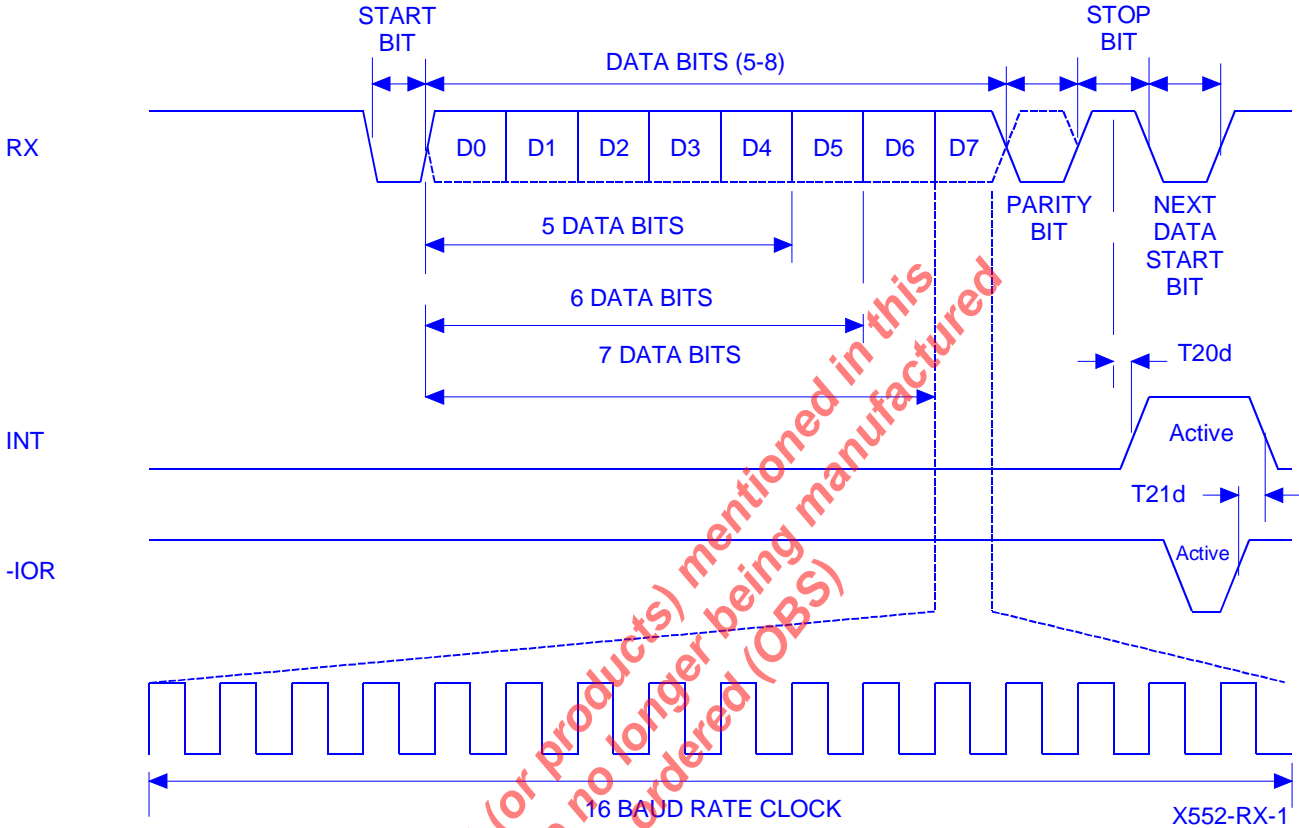 START
BIT
STOP
BIT
DATA BITS (5-8)
RX
D0 D1 D2 D3 D4 D5 D6 D7
PARITY
BIT
NEXT
DATA
START
BIT
5 DATA BITS
6 DATA BITS
7 DATA BITS
T20d
INT
Active
T21d
-IOR
Active
16 BAUD RATE CLOCK
X552-RX-1
(or products) mentioned in this
no longer being manufactured
ordered (OBS)